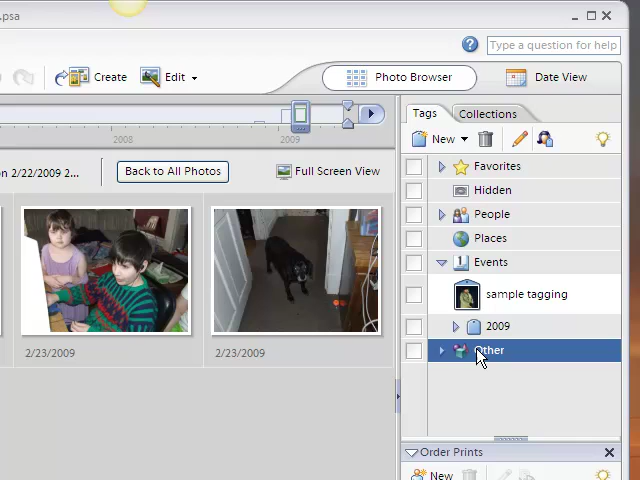 .psa
Type a question for help
Create
Edit
Photo Browser
Date View
Tags
Collections
2008
2009
New
n 2/22/2009 2...
Back to All Photos
Full Screen View
Favorites
Hidden
People
Places
1
Events
sample tagging
2009
Other
2/23/2009
2/23/2009
Order Prints
New